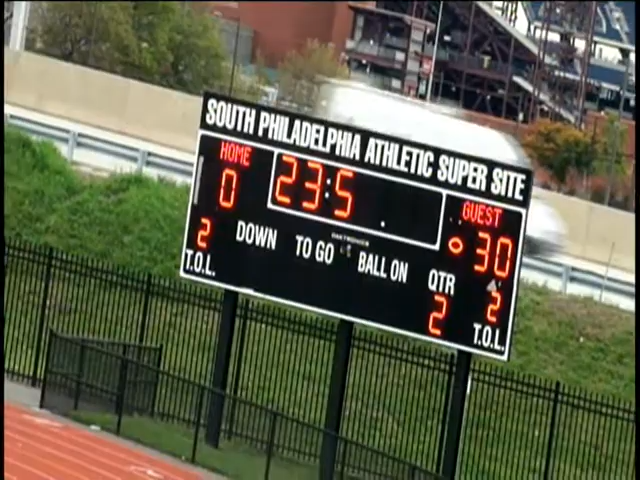 SOUTH PHILADELPHIA ATHLETIC SUPER SITE
HOME 23:5 . GUEST
0 30
2 DOWN TO GO BALL ON QTR 2
T.O.L. 2 T.O.L.